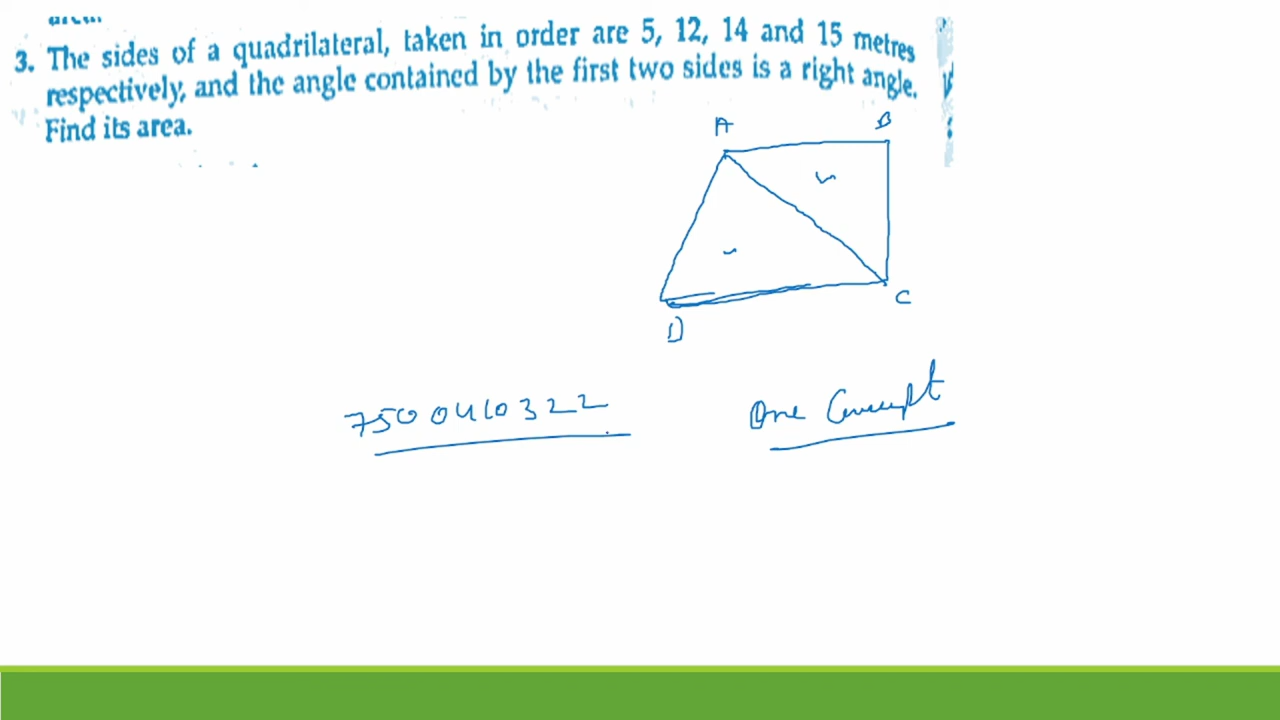 3. The sides of a quadrilateral, taken in order are 5, 12, 14 and 15 metres
respectively, and the angle contained by the first two sides is a right angle.
Find its area.
A
B
C
D
7500410322
One Concept